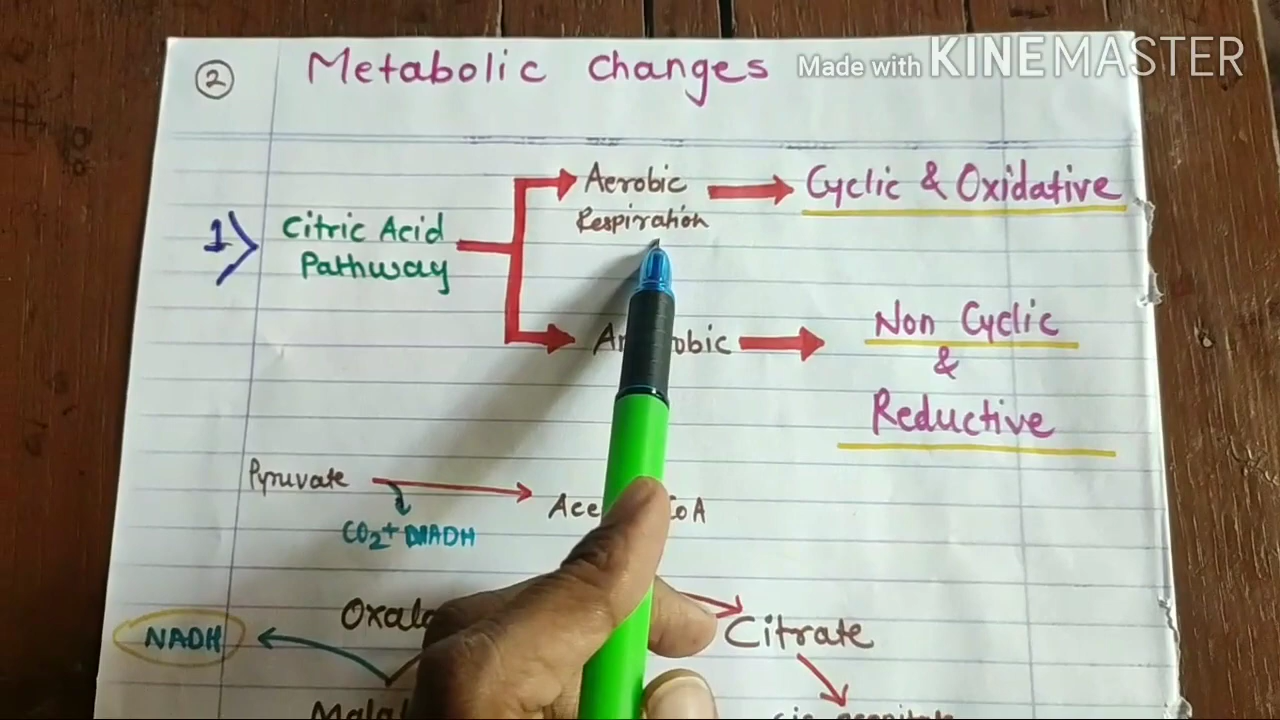 Made with KINEMASTER
2 Metabolic changes
Aerobic
Respiration
Cyclic & Oxidative
1> Citric Acid
Pathway
Non Cyclic
&
Reductive
Pyruvate
CO2+ NADH
CoA
NADH
Citrate